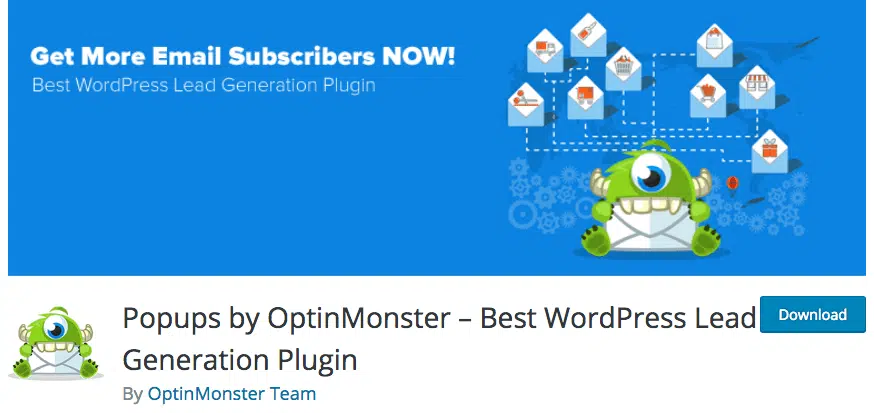 Get More Email Subscribers NOW!
Best WordPress Lead Generation Plugin
Popups by OptinMonster – Best WordPress Lead
Download
Generation Plugin
By OptinMonster Team